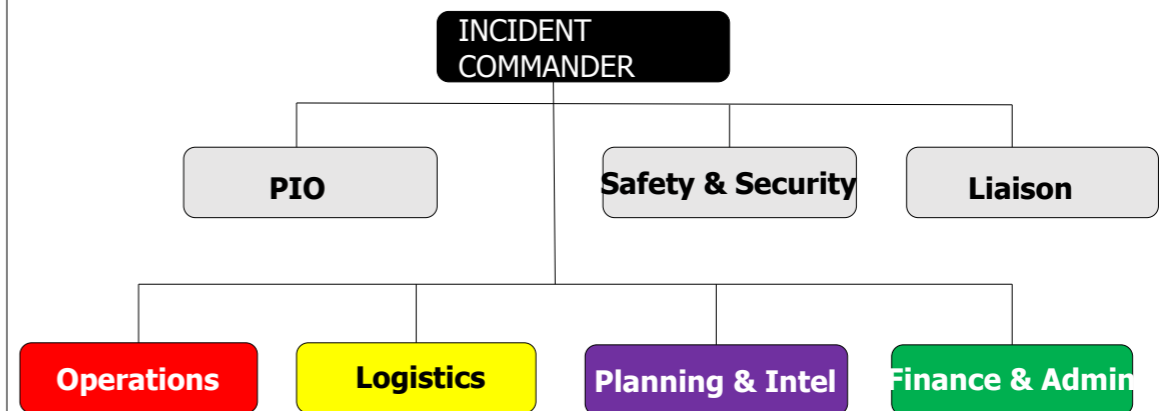 INCIDENT
COMMANDER
PIO
Safety & Security
Liaison
Operations
Logistics
Planning & Intel
Finance & Admin